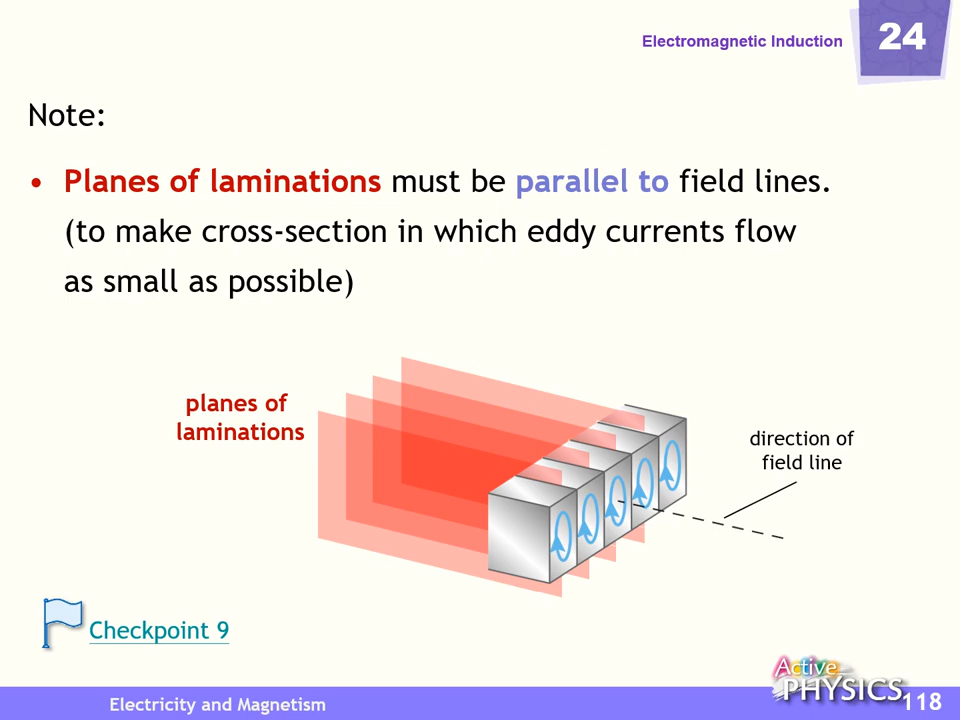 Electromagnetic Induction
24
Note:
• Planes of laminations must be parallel to field lines.
(to make cross-section in which eddy currents flow
as small as possible)
planes of
laminations
direction of
field line
Checkpoint 9
Electricity and Magnetism
Active
PHYSICS
118